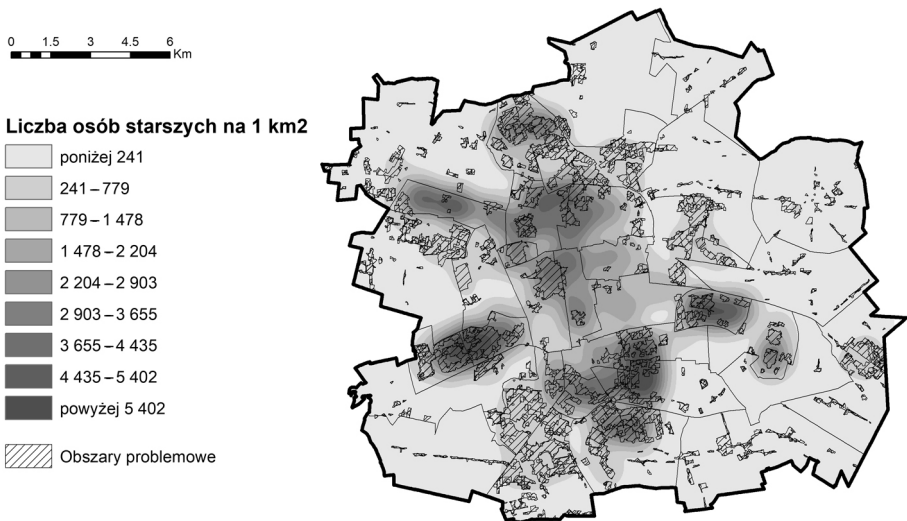 0 1.5 3 4.5 6
Km
Liczba osób starszych na 1 km2
poniżej 241
241 – 779
779 – 1 478
1 478 – 2 204
2 204 – 2 903
2 903 – 3 655
3 655 – 4 435
4 435 – 5 402
powyżej 5 402
Obszary problemowe